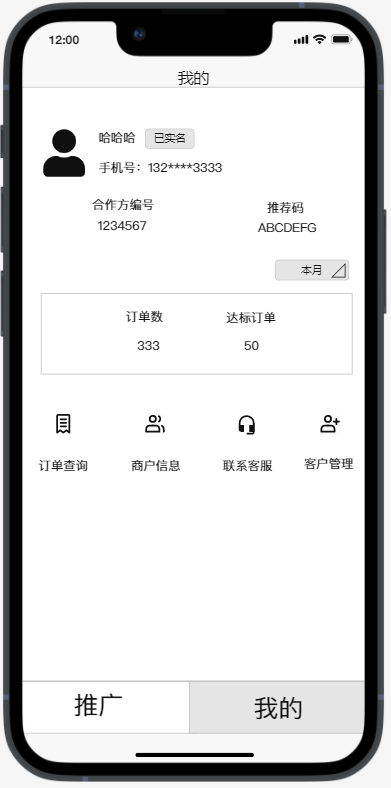 12:00
我的
哈哈哈 已实名
手机号：132****3333
合作方编号 推荐码
1234567 ABCDEFG
本月
订单数 达标订单
333 50
订单查询 商户信息 联系客服 客户管理
推广 我的